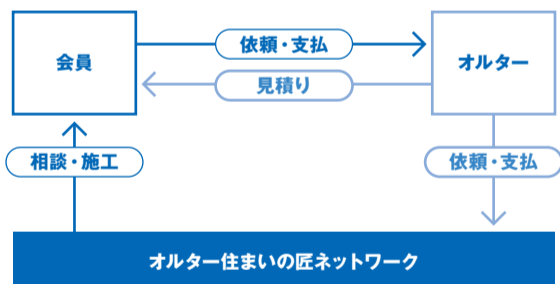 会員
依頼・支払
オルター
見積り
相談・施工
依頼・支払
オルター住まいの匠ネットワーク